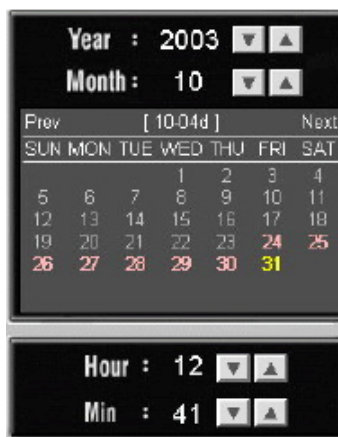 Year : 2003
Month : 10
Prev [ 10-04d ] Next
SUN MON TUE WED THU FRI SAT
1 2 3 4
5 6 7 8 9 10 11
12 13 14 15 16 17 18
19 20 21 22 23 24 25
26 27 28 29 30 31
Hour : 12
Min : 41